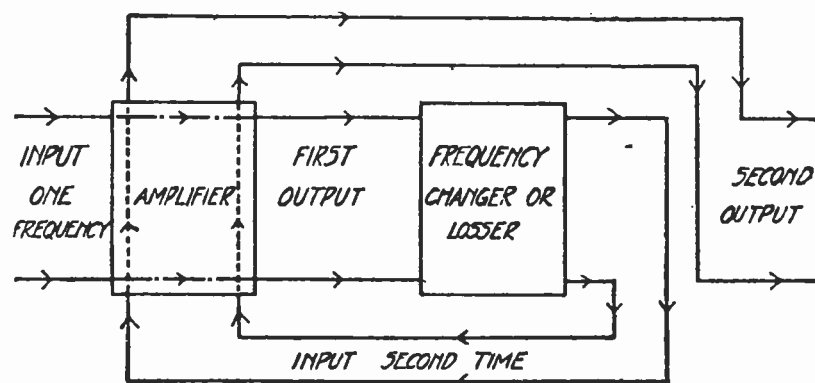 INPUT
ONE
FREQUENCY
AMPLIFIER
FIRST
OUTPUT
FREQUENCY
CHANGER OR
LOSSER
SECOND
OUTPUT
INPUT SECOND TIME